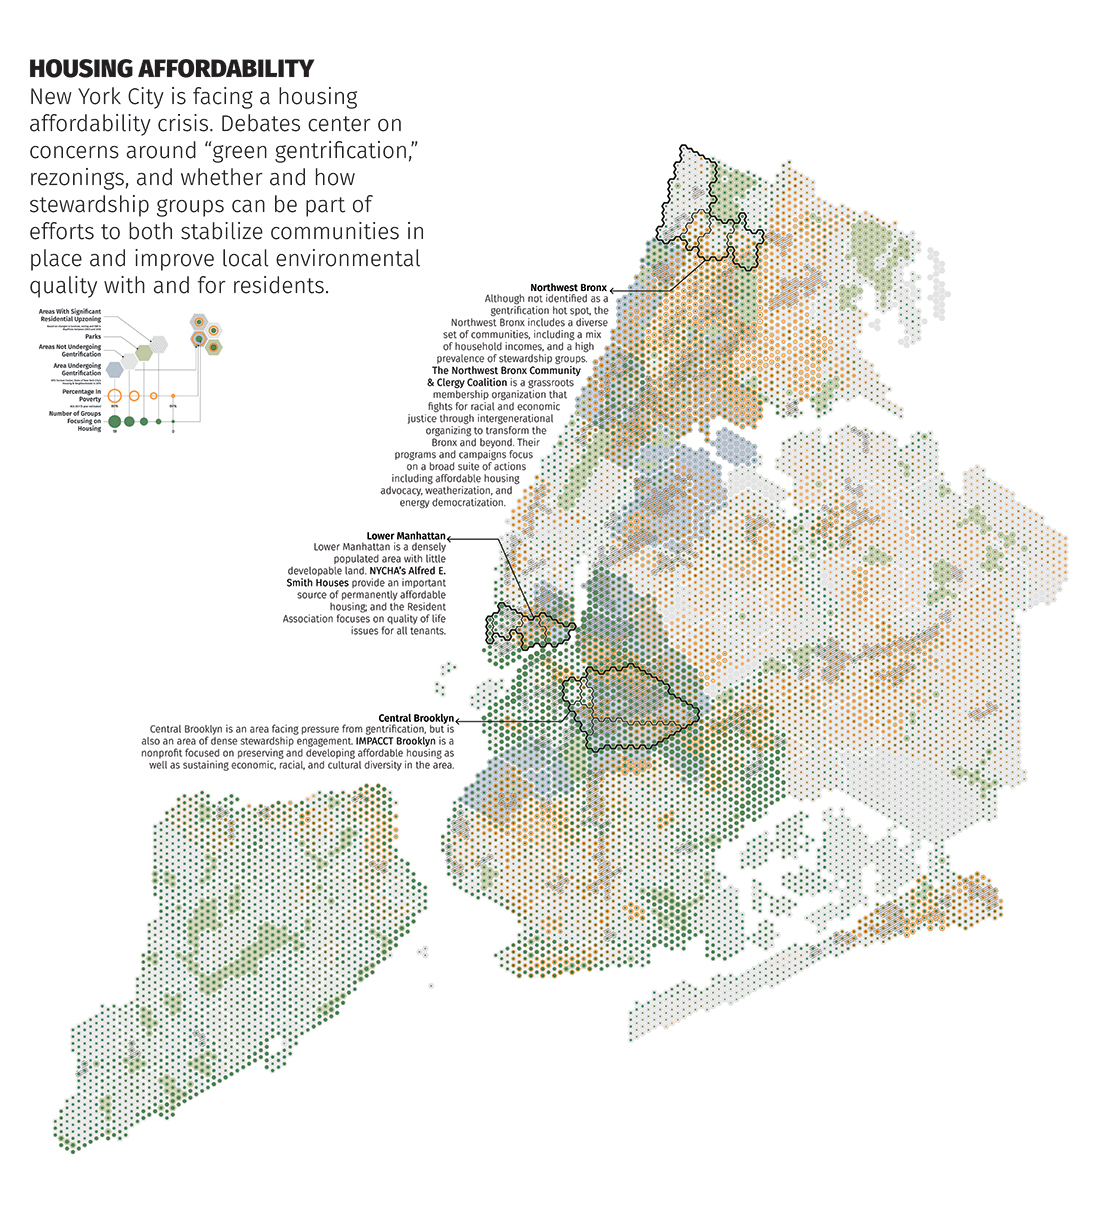 HOUSING AFFORDABILITY
New York City is facing a housing
affordability crisis. Debates center on
concerns around “green gentrification,”
rezonings, and whether and how
stewardship groups can be part of
efforts to both stabilize communities in
place and improve local environmental
quality with and for residents.
Areas With Significant
Residential Upzoning
Parks
Areas Not Undergoing
Gentrification
Area Undergoing
Gentrification
Percentage In
Poverty
Number of Groups
Focusing on
Housing
Northwest Bronx
Although not identified as a
gentrification hot spot, the
Northwest Bronx includes a diverse
set of communities, including a mix
of household incomes, and a high
prevalence of stewardship groups.
The Northwest Bronx Community
& Clergy Coalition is a grassroots
membership organization that
fights for racial and economic
justice through intergenerational
organizing to transform the
Bronx and beyond. Their
programs and campaigns focus
on a broad suite of actions
including affordable housing
advocacy, weatherization, and
energy democratization.
Lower Manhattan
Lower Manhattan is a densely
populated area with little
developable land. NYCHA’s Alfred E.
Smith Houses provide an important
source of permanently affordable
housing; and the Resident
Association focuses on quality of life
issues for all tenants.
Central Brooklyn
Central Brooklyn is an area facing pressure from gentrification, but is
also an area of dense stewardship engagement. IMPACCT Brooklyn is a
nonprofit focused on preserving and developing affordable housing as
well as sustaining economic, racial, and cultural diversity in the area.